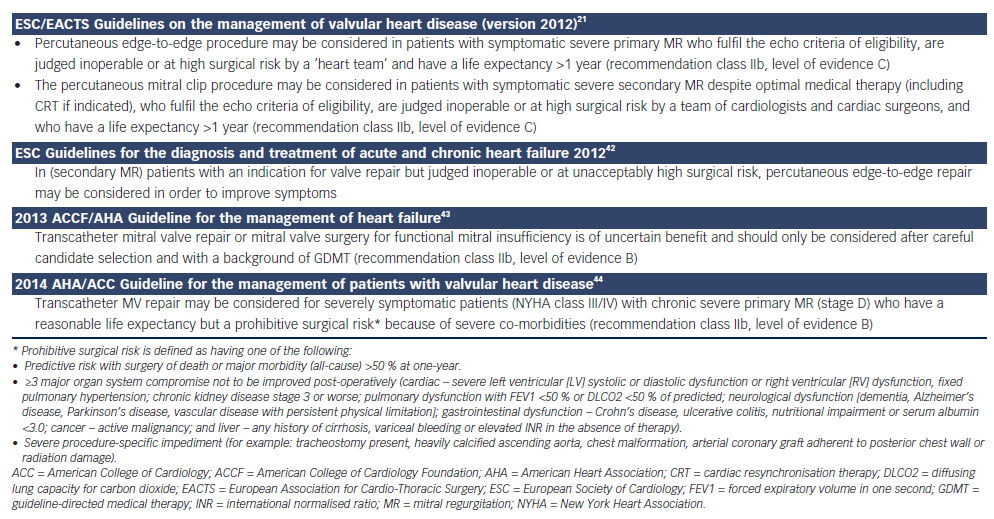 ESC/EACTS Guidelines on the management of valvular heart disease (version 2012)21
• Percutaneous edge-to-edge procedure may be considered in patients with symptomatic severe primary MR who fulfil the echo criteria of eligibility, are
judged inoperable or at high surgical risk by a ‘heart team’ and have a life expectancy >1 year (recommendation class IIb, level of evidence C)
• The percutaneous mitral clip procedure may be considered in patients with symptomatic severe secondary MR despite optimal medical therapy (including
CRT if indicated), who fulfil the echo criteria of eligibility, are judged inoperable or at high surgical risk by a team of cardiologists and cardiac surgeons, and
who have a life expectancy >1 year (recommendation class IIb, level of evidence C)
ESC Guidelines for the diagnosis and treatment of acute and chronic heart failure 201242
In (secondary MR) patients with an indication for valve repair but judged inoperable or at unacceptably high surgical risk, percutaneous edge-to-edge repair
may be considered in order to improve symptoms
2013 ACCF/AHA Guideline for the management of heart failure43
Transcatheter mitral valve repair or mitral valve surgery for functional mitral insufficiency is of uncertain benefit and should only be considered after careful
candidate selection and with a background of GDMT (recommendation class IIb, level of evidence B)
2014 AHA/ACC Guideline for the management of patients with valvular heart disease44
Transcatheter MV repair may be considered for severely symptomatic patients (NYHA class III/IV) with chronic severe primary MR (stage D) who have a
reasonable life expectancy but a prohibitive surgical risk* because of severe co-morbidities (recommendation class IIb, level of evidence B)
* Prohibitive surgical risk is defined as having one of the following:
• Predictive risk with surgery of death or major morbidity (all-cause) >50 % at one-year.
• ≥3 major organ system compromise not to be improved post-operatively (cardiac – severe left ventricular [LV] systolic or diastolic dysfunction or right ventricular [RV] dysfunction, fixed
pulmonary hypertension; chronic kidney disease stage 3 or worse; pulmonary dysfunction with FEV1 <50 % or DLCO2 <50 % of predicted; neurological dysfunction [dementia, Alzheimer’s
disease, Parkinson’s disease, vascular disease with persistent physical limitation]; gastrointestinal dysfunction – Crohn’s disease, ulcerative colitis, nutritional impairment or serum albumin
<3.0; cancer – active malignancy; and liver – any history of cirrhosis, variceal bleeding or elevated INR in the absence of therapy).
• Severe procedure-specific impediment (for example: tracheostomy present, heavily calcified ascending aorta, chest malformation, arterial coronary graft adherent to posterior chest wall or
radiation damage).
ACC = American College of Cardiology; ACCF = American College of Cardiology Foundation; AHA = American Heart Association; CRT = cardiac resynchronisation therapy; DLCO2 = diffusing
lung capacity for carbon dioxide; EACTS = European Association for Cardio-Thoracic Surgery; ESC = European Society of Cardiology; FEV1 = forced expiratory volume in one second; GDMT =
guideline-directed medical therapy; INR = international normalised ratio; MR = mitral regurgitation; NYHA = New York Heart Association.